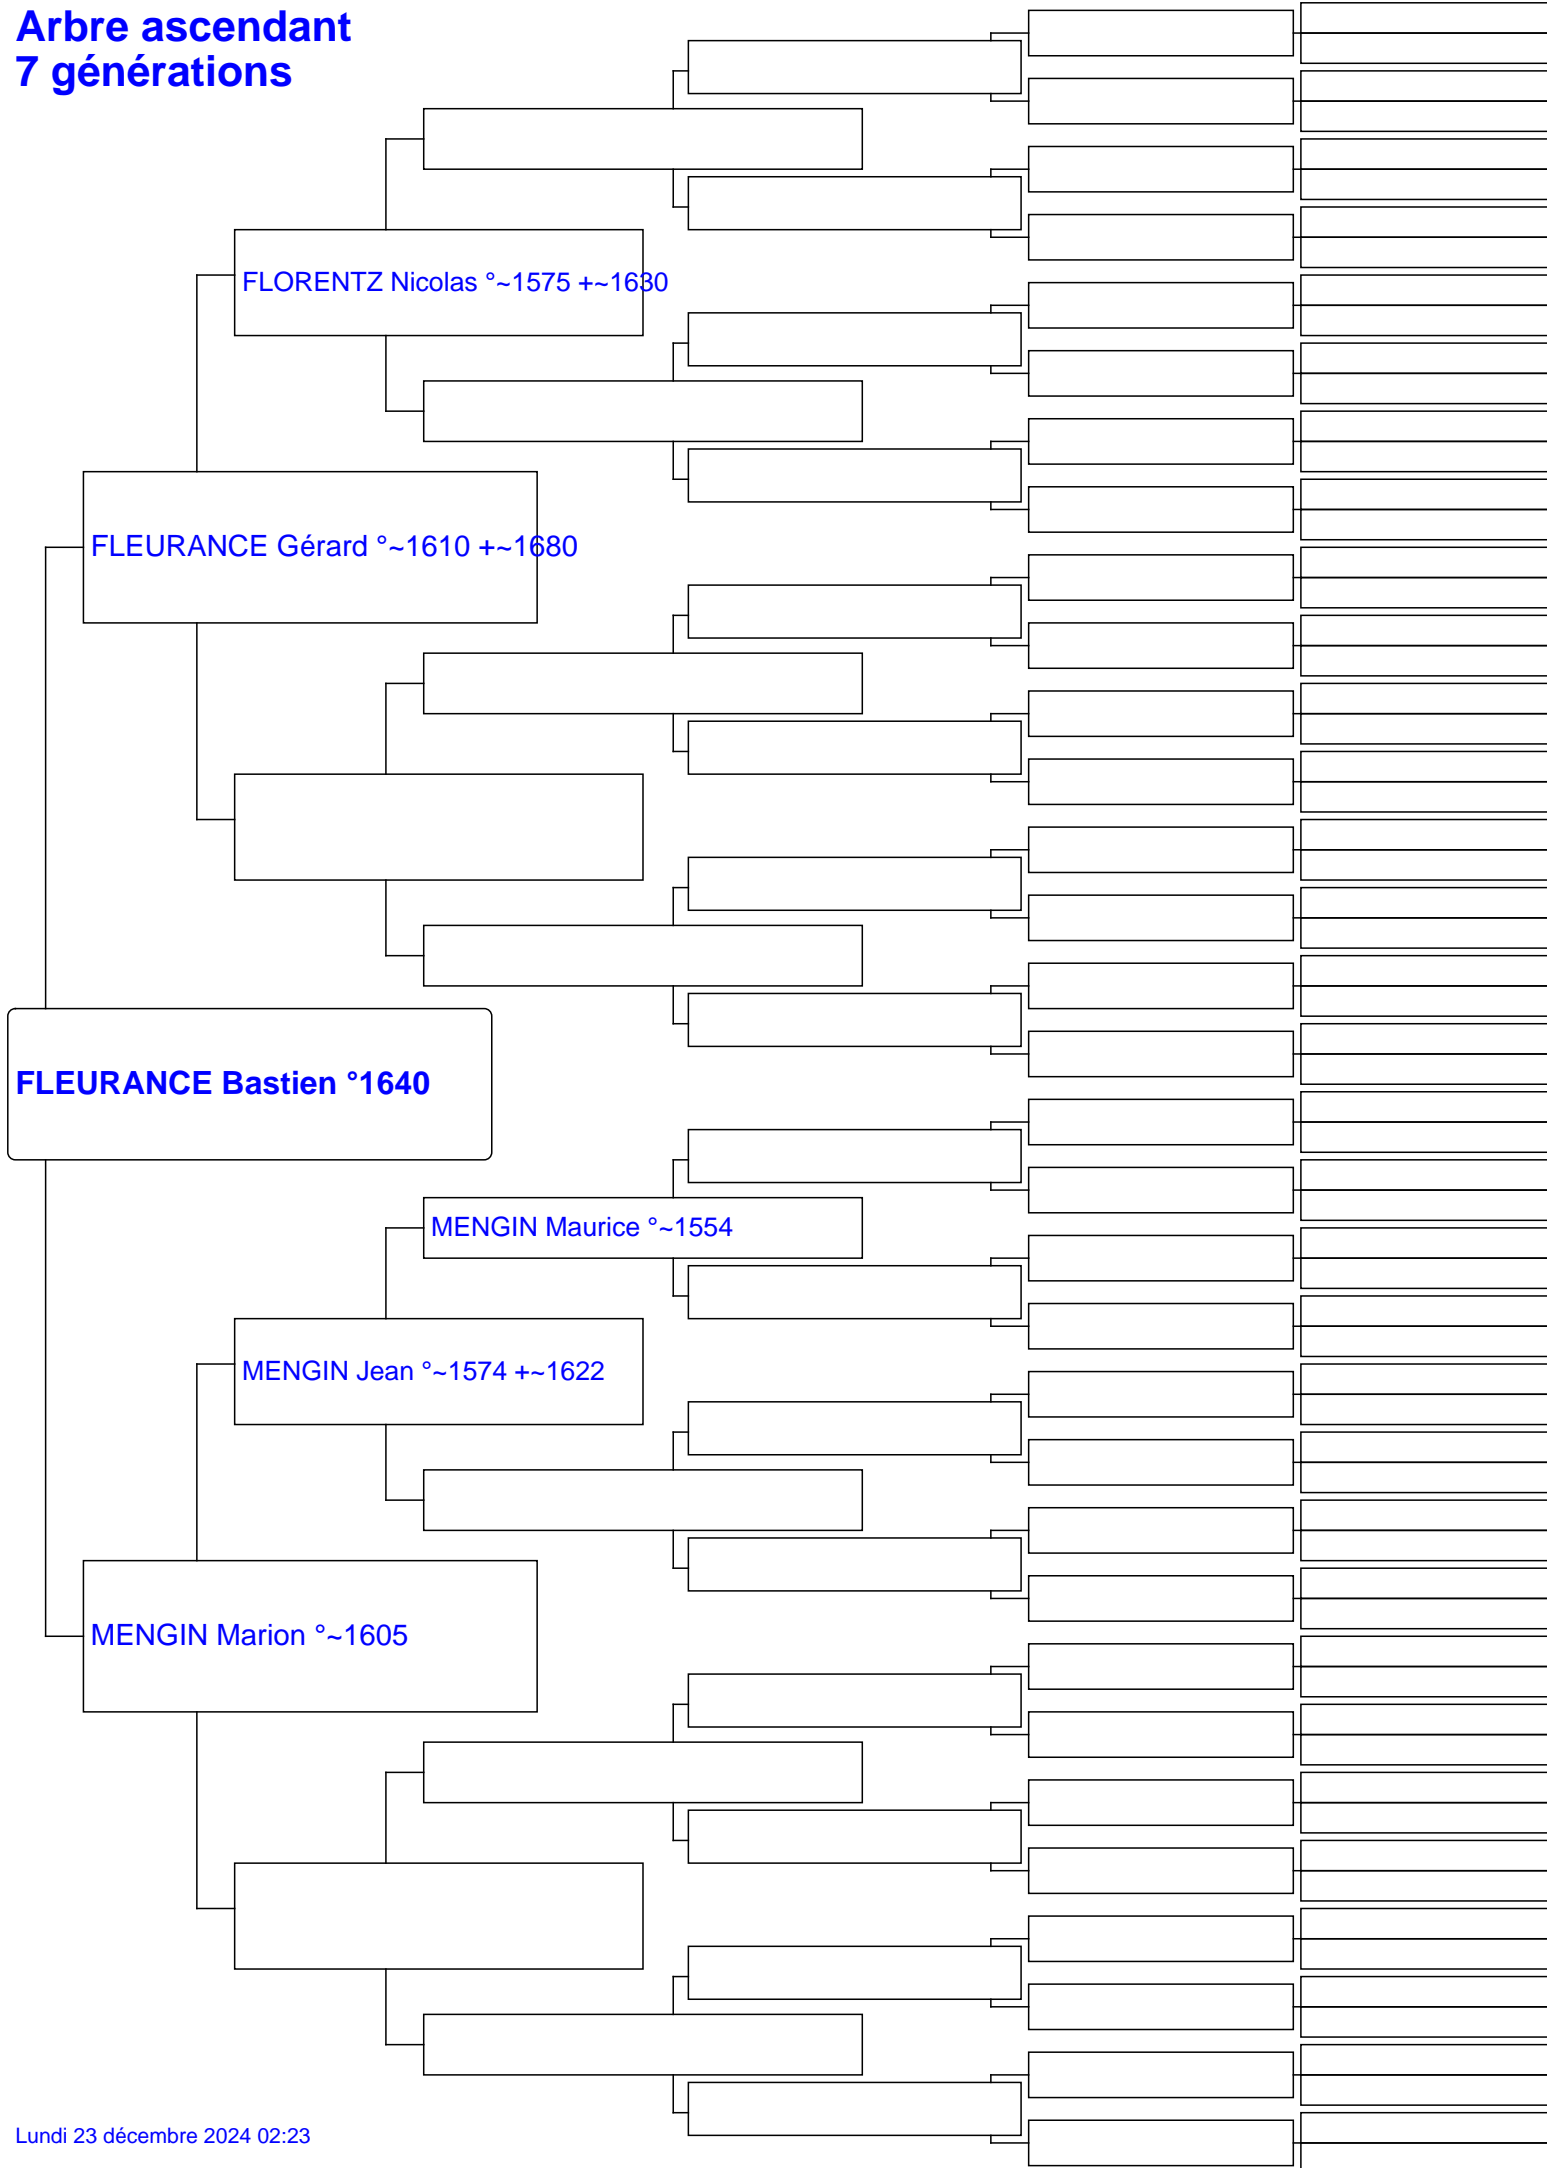 Arbre ascendant
7 générations
FLORENTZ Nicolas °~1575 +~1630
FLEURANCE Gérard °~1610 +~1680
FLEURANCE Bastien °1640
MENGIN Maurice °~1554
MENGIN Jean °~1574 +~1622
MENGIN Marion °~1605
Lundi 23 décembre 2024 02:23